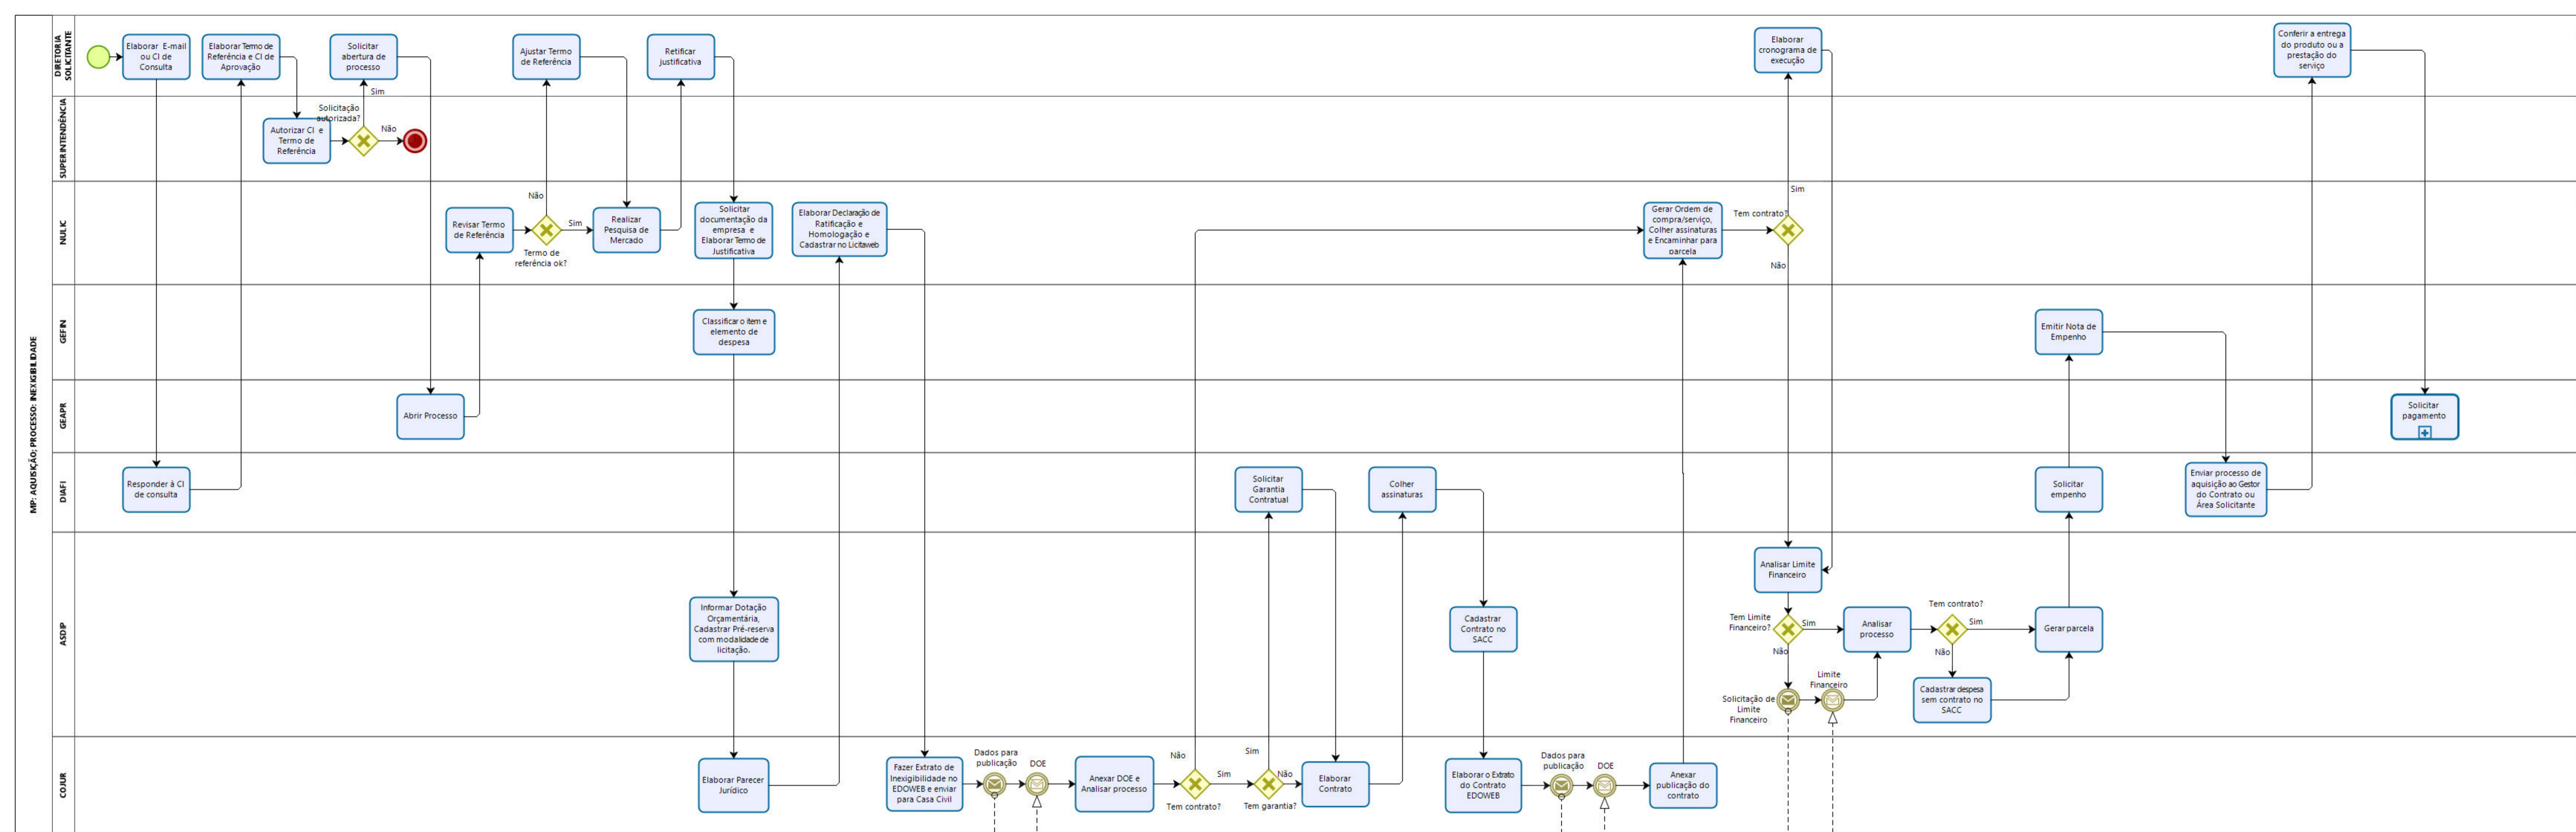 MP: AQUISIÇÃO; PROCESSO: INEXIGIBILIDADE
DIRETORIA
SOLICITANTE
Elaborar E-mail
ou CI de
Consulta
Elaborar Termo de
Referência e CI de
Aprovação
Solicitar
abertura de
processo
Ajustar Termo
de Referência
Retificar
justificativa
Elaborar
cronograma de
execução
Conferir a entrega
do produto ou a
prestação do
serviço
Sim
SUPERINTENDÊNCIA
Solicitação
autorizada?
Autorizar CI e
Termo de
Referência
Não
NULIC
Revisar Termo
de Referência
Não
Sim
Termo de
referência ok?
Realizar
Pesquisa de
Mercado
Solicitar
documentação da
empresa e
Elaborar Termo de
Justificativa
Elaborar Declaração de
Ratificação e
Homologação e
Cadastrar no Licitaweb
Gerar Ordem de
compra/serviço,
Colher assinaturas
e Encaminhar para
parcela
Tem contrato?
Sim
Não
GEFIN
Classificar o item e
elemento de
despesa
Emitir Nota de
Empenho
GEAPR
Abrir Processo
Solicitar
pagamento
DIAFI
Responder à CI
de consulta
Solicitar
Garantia
Contratual
Colher
assinaturas
Solicitar
empenho
Enviar processo de
aquisição ao Gestor
do Contrato ou
Área Solicitante
ASDIP
Informar Dotação
Orçamentária,
Cadastrar Pré-reserva
com modalidade de
licitação.
Cadastrar
Contrato no
SACC
Analisar Limite
Financeiro
Tem Limite
Financeiro?
Sim
Não
Analisar
processo
Tem contrato?
Sim
Não
Gerar parcela
Solicitação de
Limite
Financeiro
Limite
Financeiro
Cadastrar despesa
sem contrato no
SACC
COJUR
Elaborar Parecer
Jurídico
Fazer Extrato de
Inexigibilidade no
EDOWEB e enviar
para Casa Civil
Dados para
publicação
DOE
Anexar DOE e
Analisar processo
Não
Sim
Tem contrato?
Sim
Não
Tem garantia?
Elaborar
Contrato
Elaborar o Extrato
do Contrato
EDOWEB
Dados para
publicação
DOE
Anexar
publicação do
contrato